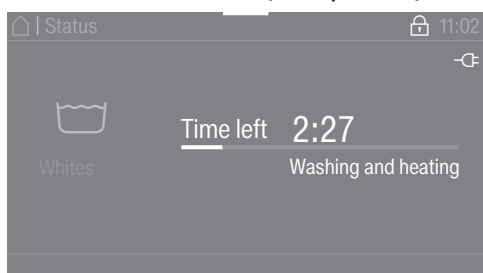 | Status 11:02
Time left 2:27
Whites
Washing and heating